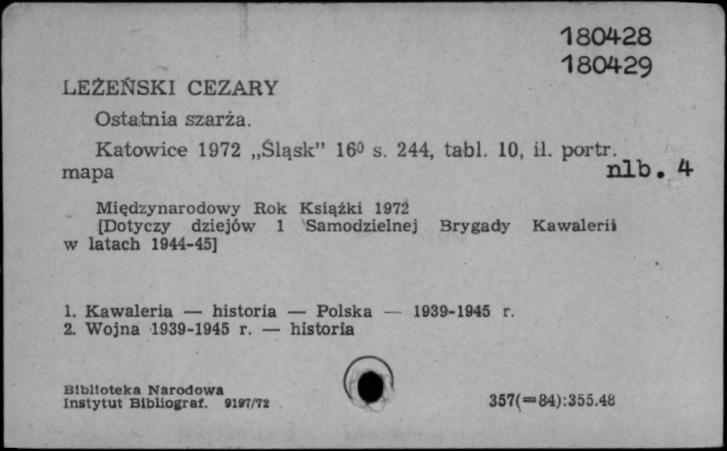 180428
180429
LEŻEŃSKI CEZARY
Ostatnia szarża.
Katowice 1972 „Śląsk” 16⁰ s. 244, tabl. 10, il. portr.
mapa nlb. 4
Międzynarodowy Rok Książki 1972
[Dotyczy dziejów 1 Samodzielnej Brygady Kawalerii
w latach 1944-45]
1. Kawaleria — historia — Polska — 1939-1945 r.
2. Wojna 1939-1945 r. — historia
Biblioteka Narodowa
Instytut Bibliograf. 9197/72 357(=84):355.48